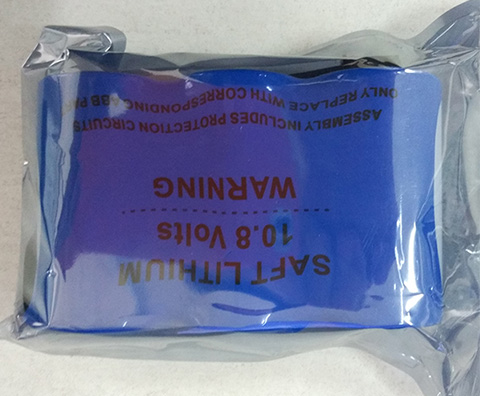 SAFT LITHIUM
10.8 Volts
WARNING
ASSEMBLY INCLUDES PROTECTION CIRCUITS
ONLY REPLACE WITH CORRESPONDING ABB